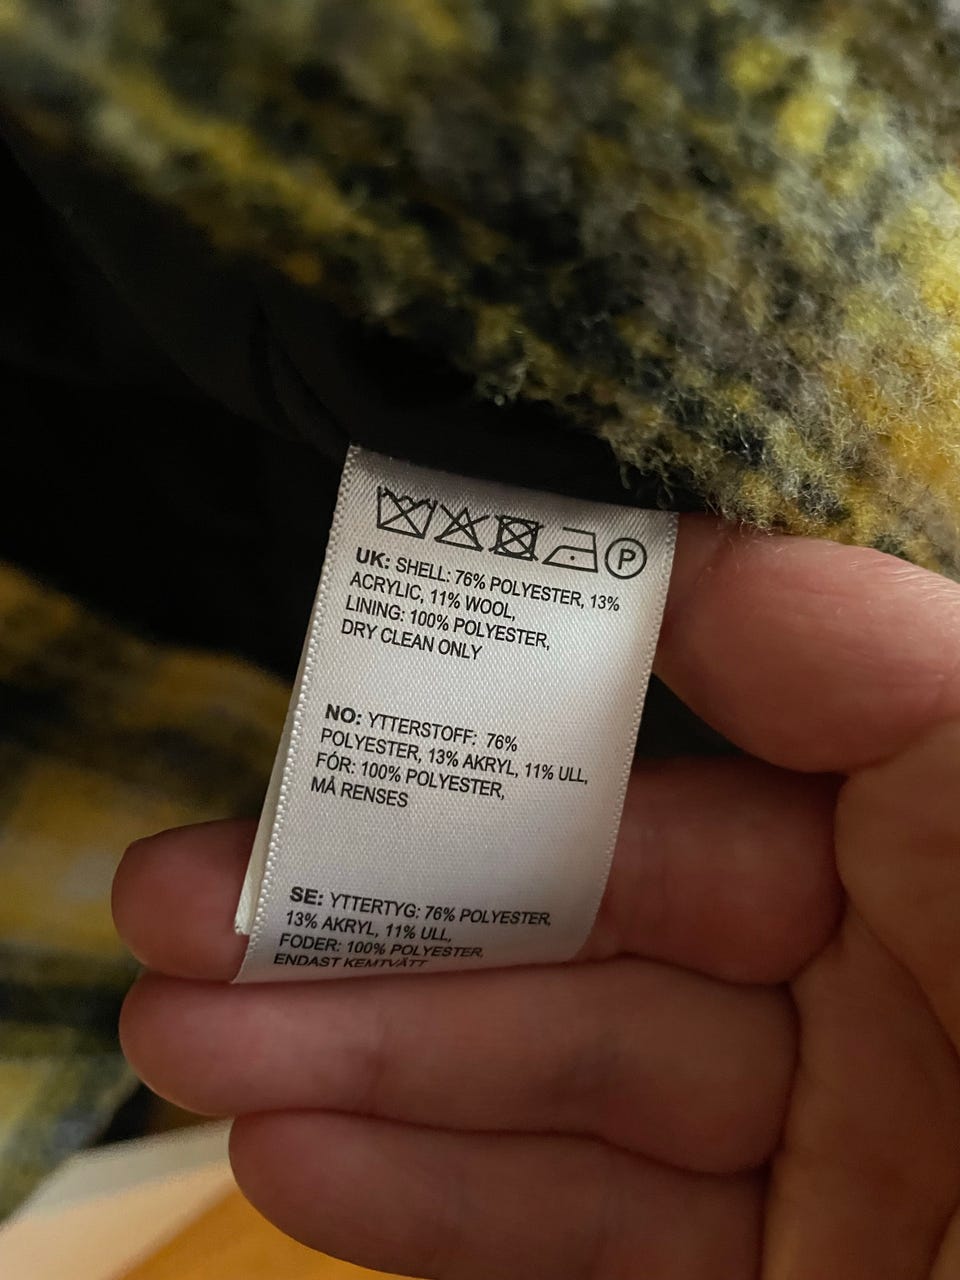 P
UK: SHELL: 76% POLYESTER, 13%
ACRYLIC, 11% WOOL,
LINING: 100% POLYESTER,
DRY CLEAN ONLY
NO: YTTERSTOFF: 76%
POLYESTER, 13% AKRYL, 11% ULL,
FÓR: 100% POLYESTER,
MÅ RENSES
SE: YTTERTYG: 76% POLYESTER,
13% AKRYL, 11% ULL,
FODER: 100% POLYESTER,
ENDAST KEMTVÄTT